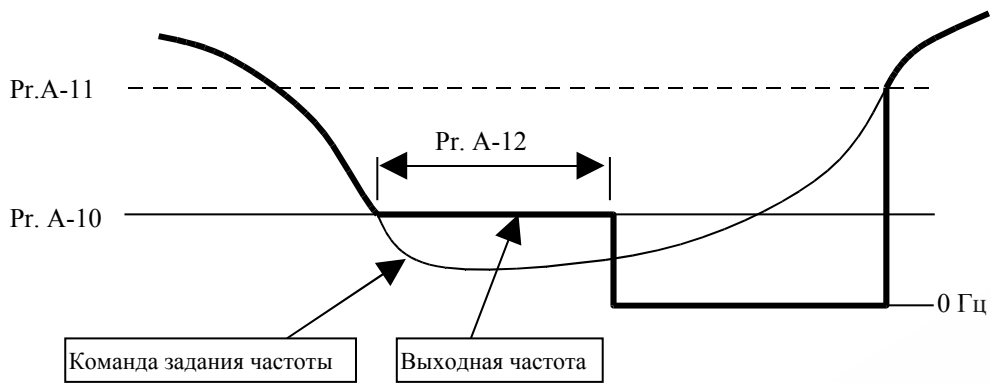 Pr.A-11
Pr. A-12
Pr. A-10
0 Гц
Команда задания частоты
Выходная частота